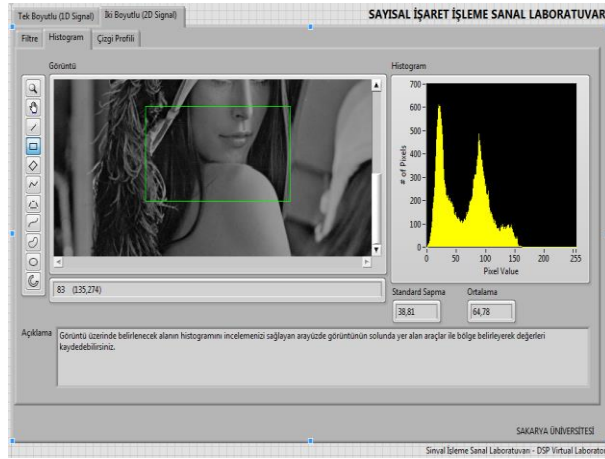 SAYISAL İŞARET İŞLEME SANAL LABORATUVAR
Tek Boyutlu (1D Signal) İki Boyutlu (2D Signal)
Filtre Histogram Çizgi Profili
Görüntü
Histogram
# of Pixels
700
600
500
400
300
200
100
0
0 50 100 150 200 255
Pixel Value
83 (135,274)
Standard Sapma Ortalama
38,81 64,78
Açıklama Görüntü üzerinde belirlenecek alanın histogramını incelemenizi sağlayan arayüzde görüntünün solunda yer alan araçlar ile bölge belirleyerek değerleri
kaydedebilirsiniz.
SAKARYA ÜNİVERSİTESİ
Sinyal İşleme Sanal Laboratuvarı - DSP Virtual Laborator